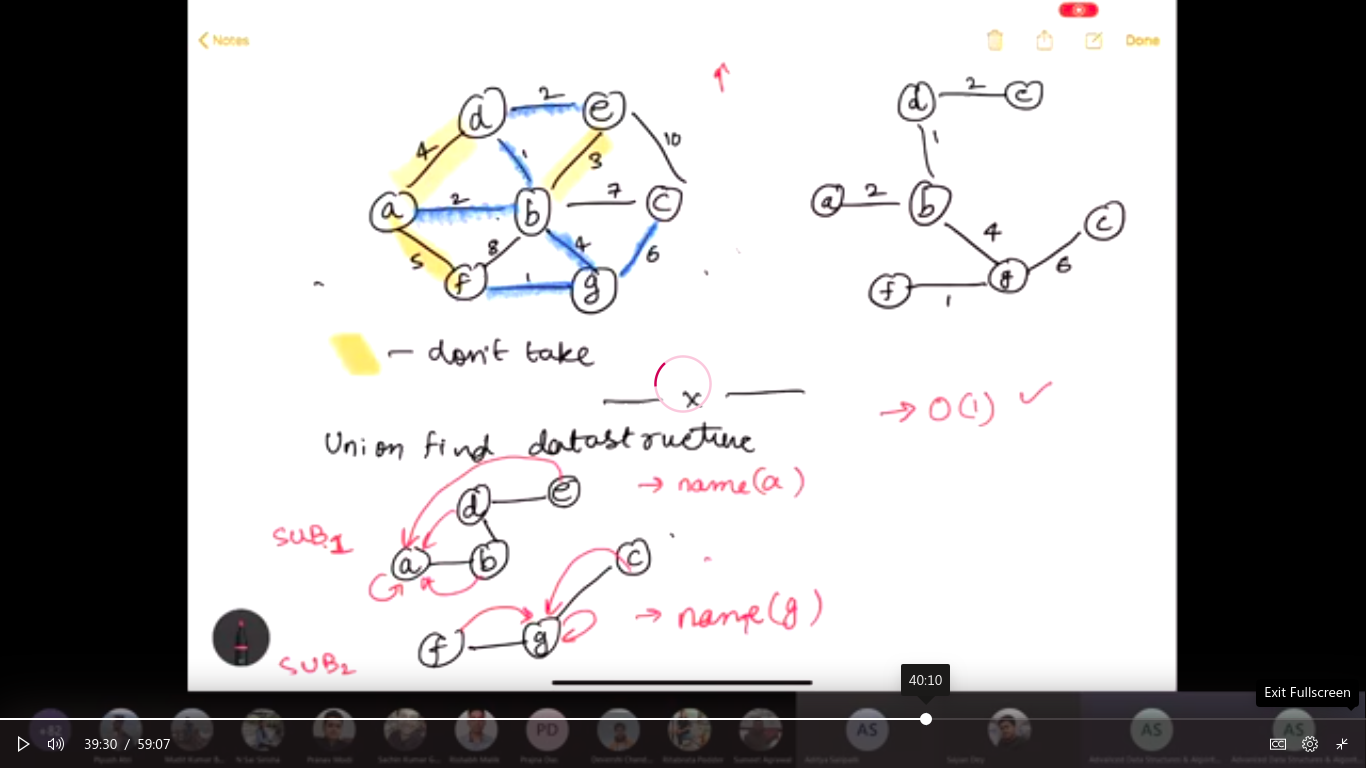 Notes
Done
d 2 e
4 1 3 10
a 2 b 7 c
5 8 4 6
f 1 g
d 2 e
1
a 2 b
4 c
6
f 1 g
— don't take
x
→ O(1) ✓
Union find datastructure
d e → name(a)
SUB1
a b c
f g → name(g)
SUB2
40:10
Exit Fullscreen
+42
PD
AS
AS
AS
39:30 / 59:07
CC